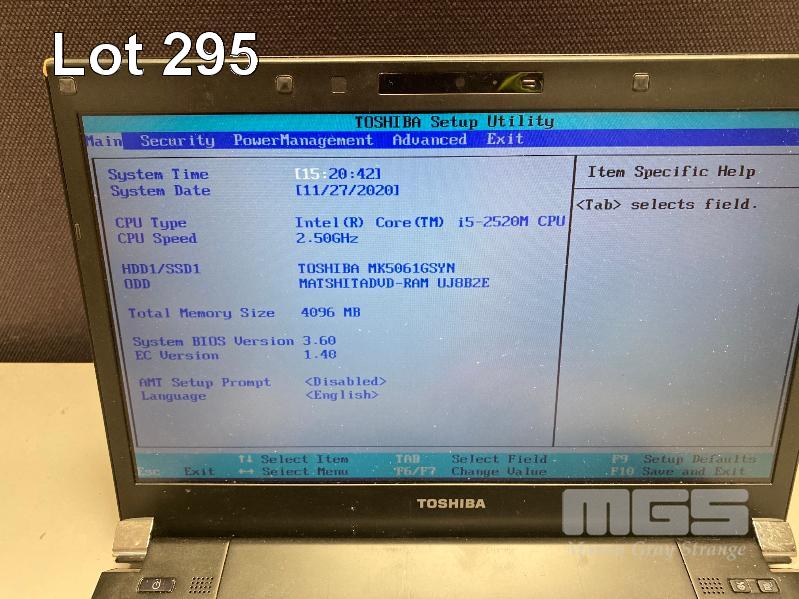 Lot 295
TOSHIBA Setup Utility
Main Security PowerManagement Advanced Exit
System Time [15:20:42]
System Date [11/27/2020]
CPU Type Intel(R) Core(TM) i5-2520M CPU
CPU Speed 2.50GHz
HDD1/SSD1 TOSHIBA MK5061GSYN
ODD MATSHITADVD-RAM UJ8B2E
Total Memory Size 4096 MB
System BIOS Version 3.60
EC Version 1.40
AMT Setup Prompt <Disabled>
Language <English>
Item Specific Help
<Tab> selects field.
↑↓ Select Item TAB Select Field F9 Setup Defaults
Esc Exit ↔ Select Menu F6/F7 Change Value F10 Save and Exit
TOSHIBA
MGS
Mason Gray Strange